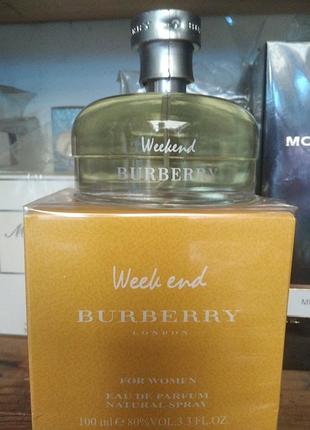 Weekend
BURBERRY
MO
Week end
BURBERRY
LONDON
FOR WOMEN
EAU DE PARFUM
NATURAL SPRAY
100 ml e 80% VOL. 3.3 FL.OZ.